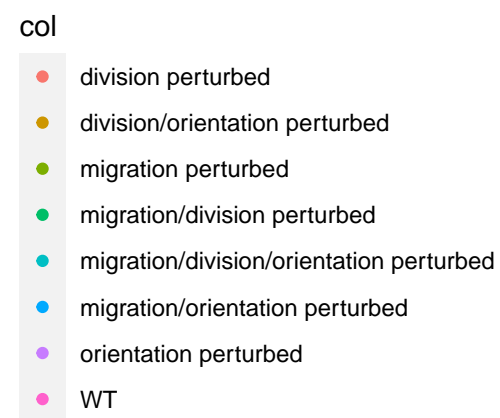 col
division perturbed
division/orientation perturbed
migration perturbed
migration/division perturbed
migration/division/orientation perturbed
migration/orientation perturbed
orientation perturbed
WT